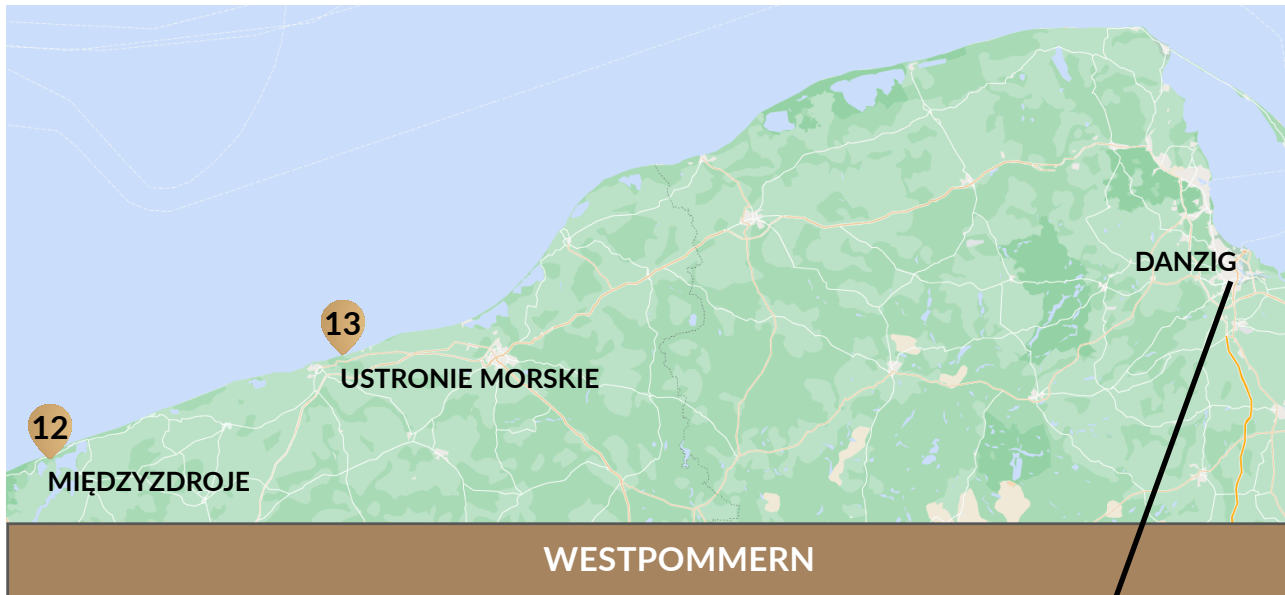 DANZIG
13
USTRONIE MORSKIE
12
MIĘDZYZDROJE
WESTPOMMERN